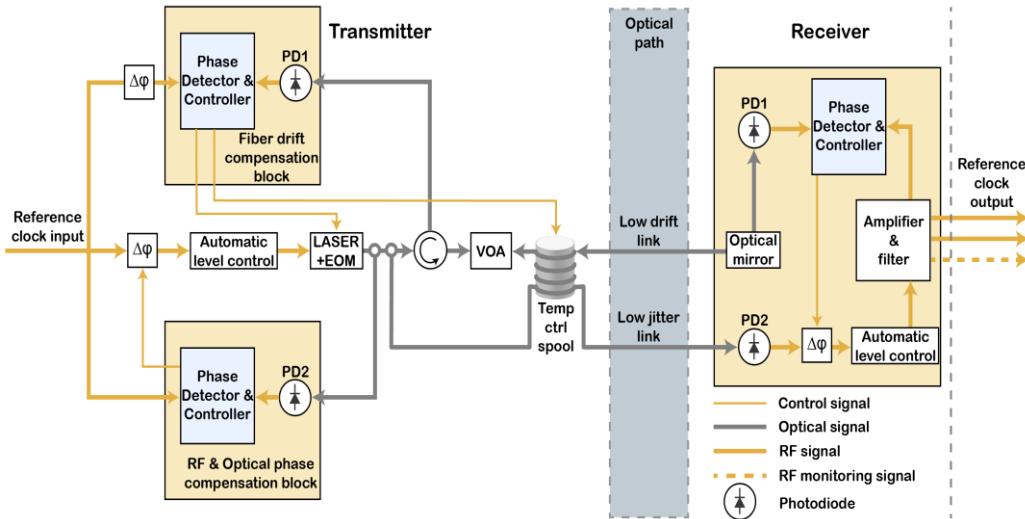 Transmitter
Optical
path
Receiver
Δφ
Phase
Detector &
Controller
PD1
Fiber drift
compensation
block
PD1
Phase
Detector &
Controller
Reference
clock input
Δφ
Automatic
level control
LASER
+EOM
VOA
Temp
ctrl
spool
Low drift
link
Optical
mirror
Amplifier
&
filter
Reference
clock
output
Low jitter
link
PD2
Δφ
Automatic
level control
Phase
Detector &
Controller
PD2
RF & Optical phase
compensation block
Control signal
Optical signal
RF signal
RF monitoring signal
Photodiode